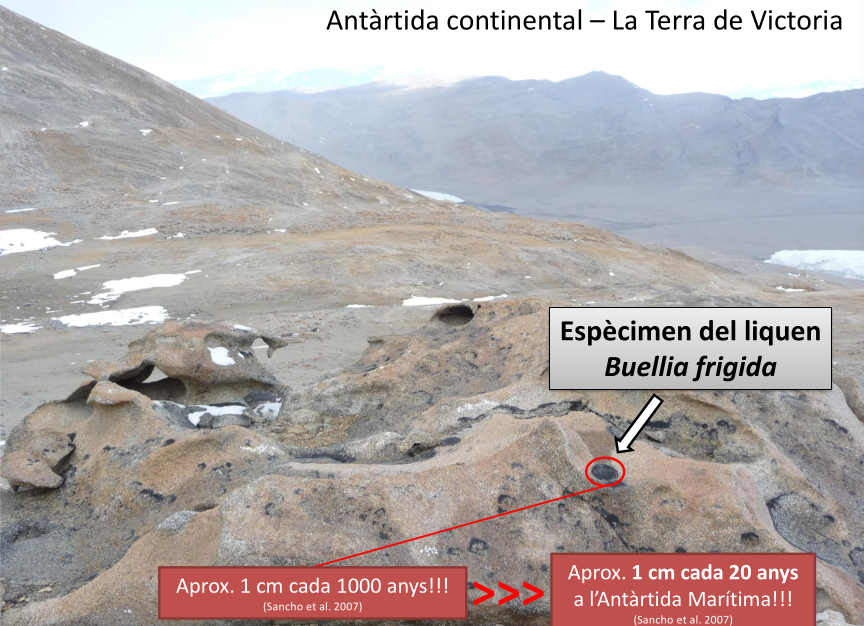 Antàrtida continental – La Terra de Victoria
Espècimen del liquen
Buellia frigida
Aprox. 1 cm cada 1000 anys!!!
(Sancho et al. 2007)
>>>
Aprox. 1 cm cada 20 anys
a l'Antàrtida Marítima!!!
(Sancho et al. 2007)